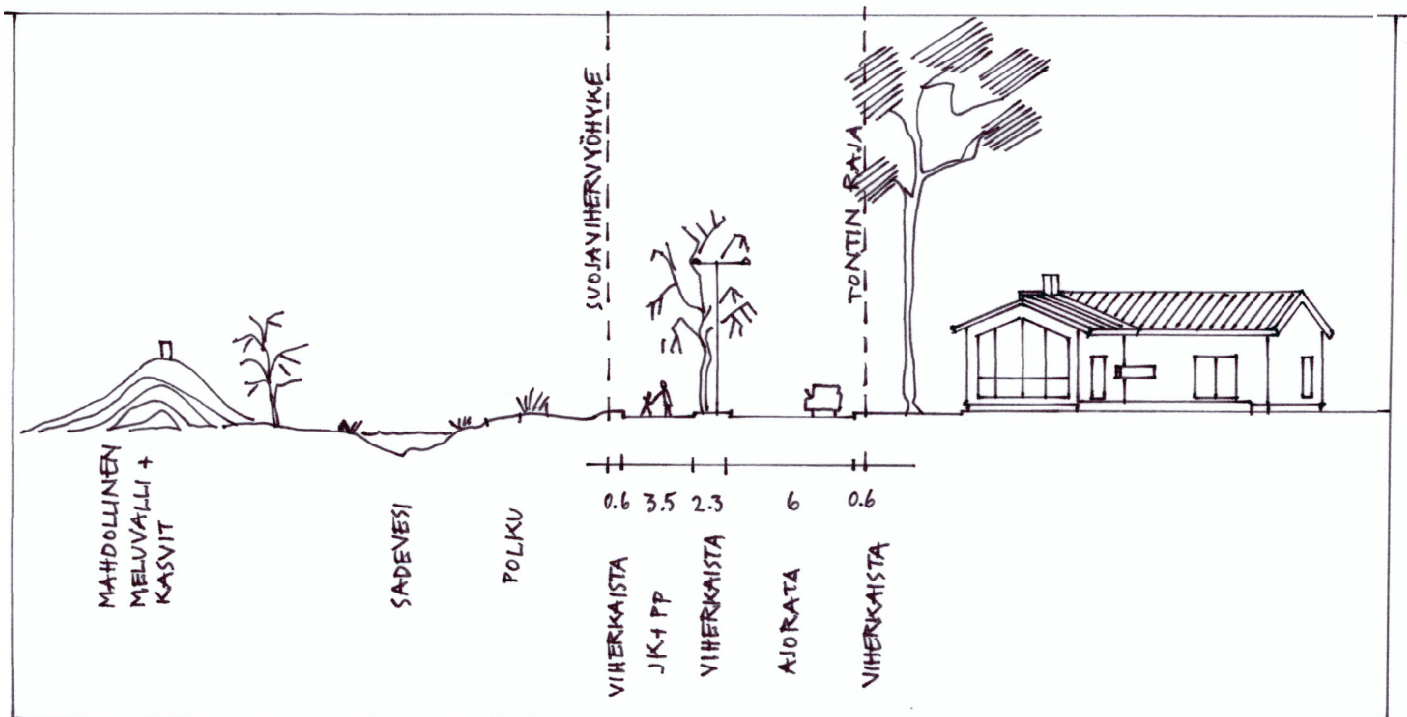 SUOJAVIHERVYÖHYKE
TONTIN RAJA
0.6 3.5 2.3 6 0.6
MAHDOLLINEN
MELUVALLI +
KASVIT
SADEVESI
POLKU
VIHERKAISTA
JK+PP
VIHERKAISTA
AJORATA
VIHERKAISTA